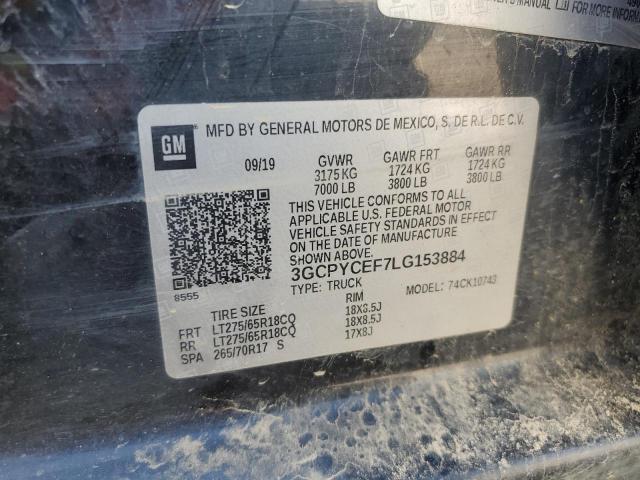 ER'S MANUAL
FOR MORE INFORM
GM
MFD BY GENERAL MOTORS DE MEXICO, S. DE R.L. DE C.V.
09/19 GVWR GAWR FRT GAWR RR
3175 KG 1724 KG 1724 KG
7000 LB 3800 LB 3800 LB
THIS VEHICLE CONFORMS TO ALL
APPLICABLE U.S. FEDERAL MOTOR
VEHICLE SAFETY STANDARDS IN EFFECT
ON THE DATE OF MANUFACTURE
SHOWN ABOVE.
3GCPYCEF7LG153884
TYPE: TRUCK MODEL: 74CK10743
8555
TIRE SIZE RIM
FRT LT275/65R18CQ 18X8.5J
RR LT275/65R18CQ 18X8.5J
SPA 265/70R17 S 17X8J